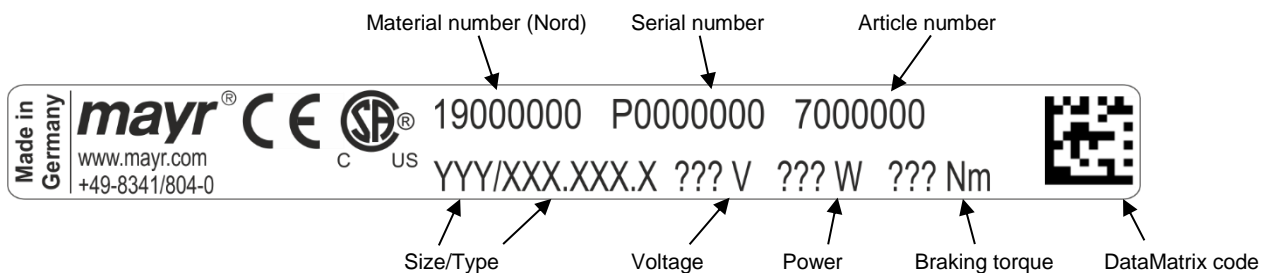 Material number (Nord) Serial number Article number
Made in Germany
mayr® CE SA® 19000000 P0000000 7000000
www.mayr.com C US YYY/XXX.XXX.X ??? V ??? W ??? Nm
+49-8341/804-0
Size/Type Voltage Power Braking torque DataMatrix code